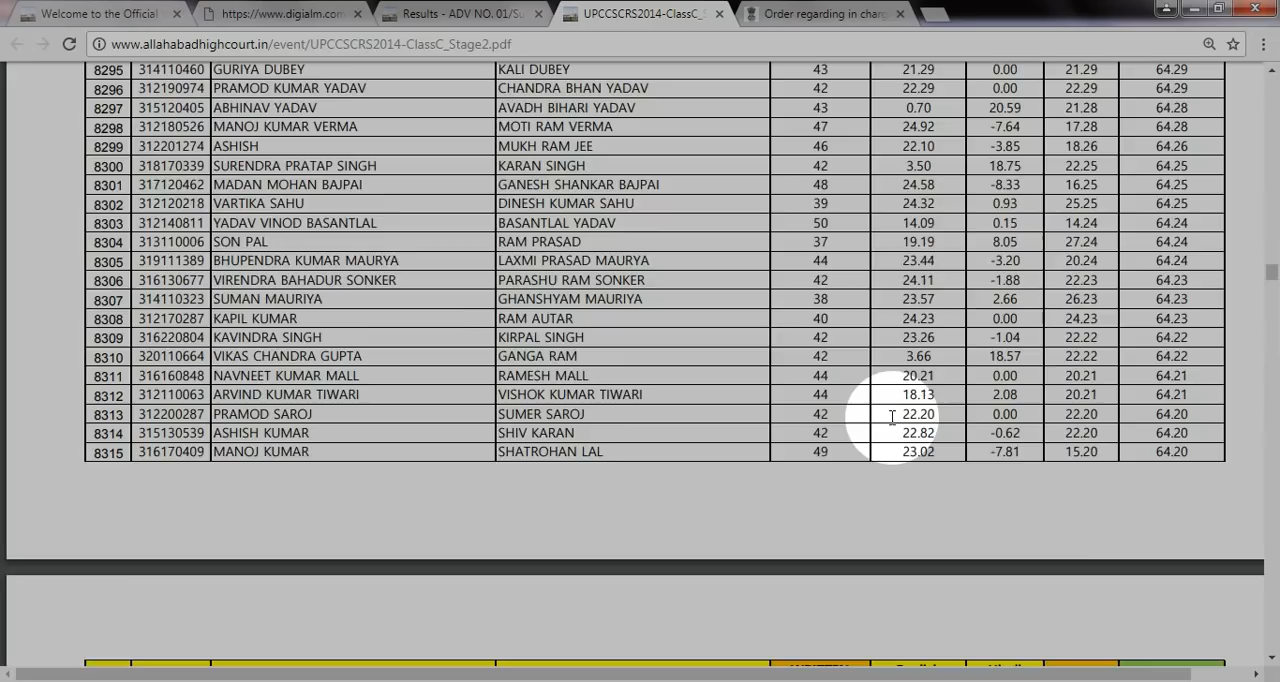 Welcome to the Official
https://www.digialm.com
Results - ADV NO. 01/Su
UPCCSCRS2014-ClassC_S
Order regarding in charg
www.allahabadhighcourt.in/event/UPCCSCRS2014-ClassC_Stage2.pdf
8295 314110460 GURIYA DUBEY KALI DUBEY 43 21.29 0.00 21.29 64.29
8296 312190974 PRAMOD KUMAR YADAV CHANDRA BHAN YADAV 42 22.29 0.00 22.29 64.29
8297 315120405 ABHINAV YADAV AVADH BIHARI YADAV 43 0.70 20.59 21.28 64.28
8298 312180526 MANOJ KUMAR VERMA MOTI RAM VERMA 47 24.92 -7.64 17.28 64.28
8299 312201274 ASHISH MUKH RAM JEE 46 22.10 -3.85 18.26 64.26
8300 318170339 SURENDRA PRATAP SINGH KARAN SINGH 42 3.50 18.75 22.25 64.25
8301 317120462 MADAN MOHAN BAJPAI GANESH SHANKAR BAJPAI 48 24.58 -8.33 16.25 64.25
8302 312120218 VARTIKA SAHU DINESH KUMAR SAHU 39 24.32 0.93 25.25 64.25
8303 312140811 YADAV VINOD BASANTLAL BASANTLAL YADAV 50 14.09 0.15 14.24 64.24
8304 313110006 SON PAL RAM PRASAD 37 19.19 8.05 27.24 64.24
8305 319111389 BHUPENDRA KUMAR MAURYA LAXMI PRASAD MAURYA 44 23.44 -3.20 20.24 64.24
8306 316130677 VIRENDRA BAHADUR SONKER PARASHU RAM SONKER 42 24.11 -1.88 22.23 64.23
8307 314110323 SUMAN MAURIYA GHANSHYAM MAURIYA 38 23.57 2.66 26.23 64.23
8308 312170287 KAPIL KUMAR RAM AUTAR 40 24.23 0.00 24.23 64.23
8309 316220804 KAVINDRA SINGH KIRPAL SINGH 42 23.26 -1.04 22.22 64.22
8310 320110664 VIKAS CHANDRA GUPTA GANGA RAM 42 3.66 18.57 22.22 64.22
8311 316160848 NAVNEET KUMAR MALL RAMESH MALL 44 20.21 0.00 20.21 64.21
8312 312110063 ARVIND KUMAR TIWARI VISHOK KUMAR TIWARI 44 18.13 2.08 20.21 64.21
8313 312200287 PRAMOD SAROJ SUMER SAROJ 42 22.20 0.00 22.20 64.20
8314 315130539 ASHISH KUMAR SHIV KARAN 42 22.82 -0.62 22.20 64.20
8315 316170409 MANOJ KUMAR SHATROHAN LAL 49 23.02 -7.81 15.20 64.20